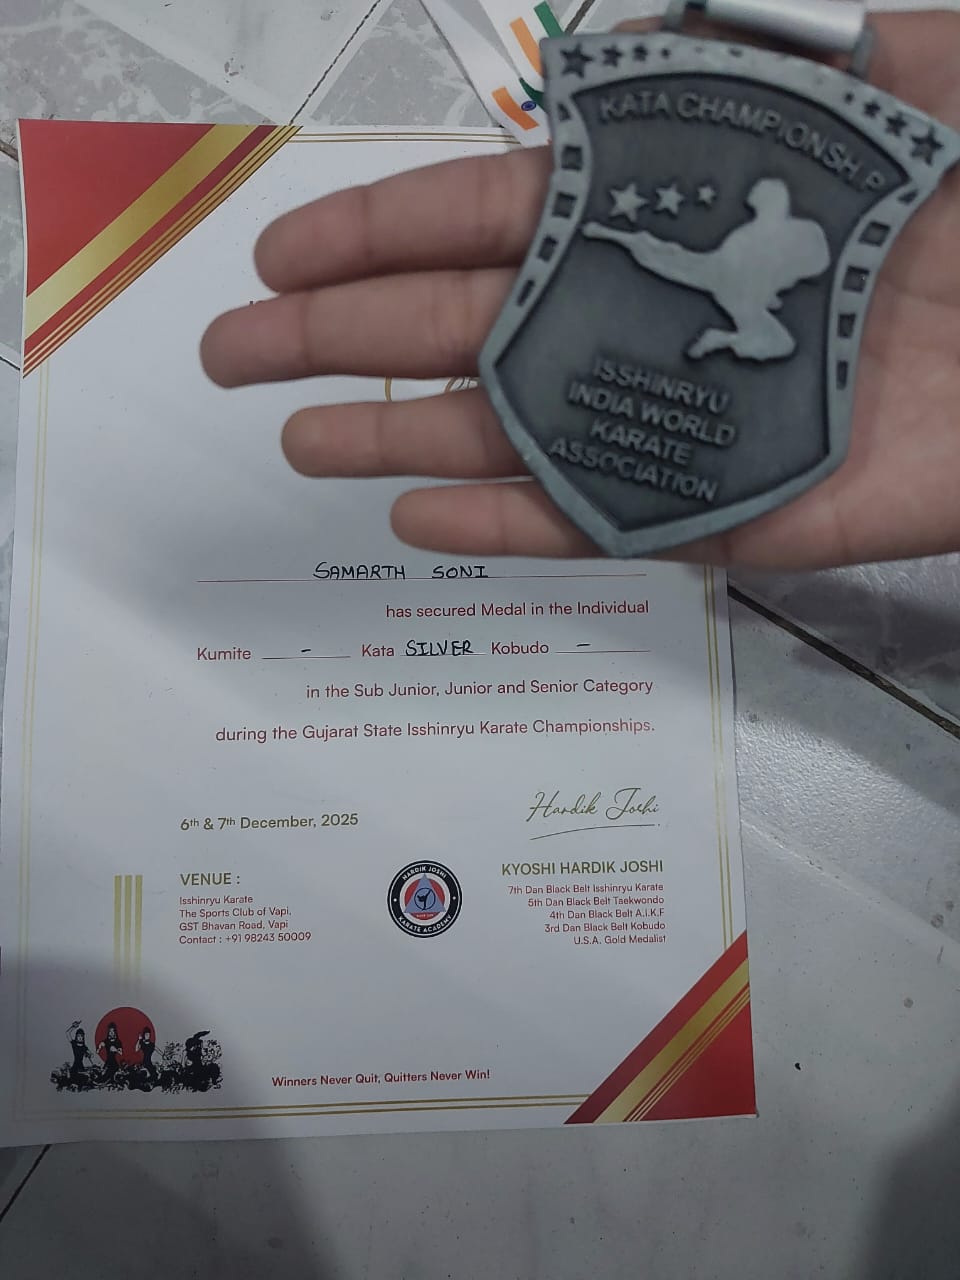 KATA CHAMPIONSHIP
ISSHINRYU
INDIA WORLD
KARATE
ASSOCIATION
SAMARTH SONI
has secured Medal in the Individual
Kumite - Kata SILVER Kobudo -
in the Sub Junior, Junior and Senior Category
during the Gujarat State Isshinryu Karate Championships.
Hardik Joshi
6th & 7th December, 2025
VENUE :
Isshinryu Karate
The Sports Club of Vapi,
GST Bhavan Road, Vapi
Contact : +91 98243 50009
HARDIK JOSHI
KARATE ACADEMY
KYOSHI HARDIK JOSHI
7th Dan Black Belt Isshinryu Karate
5th Dan Black Belt Taekwondo
4th Dan Black Belt A.I.K.F
3rd Dan Black Belt Kobudo
U.S.A. Gold Medalist
Winners Never Quit, Quitters Never Win!